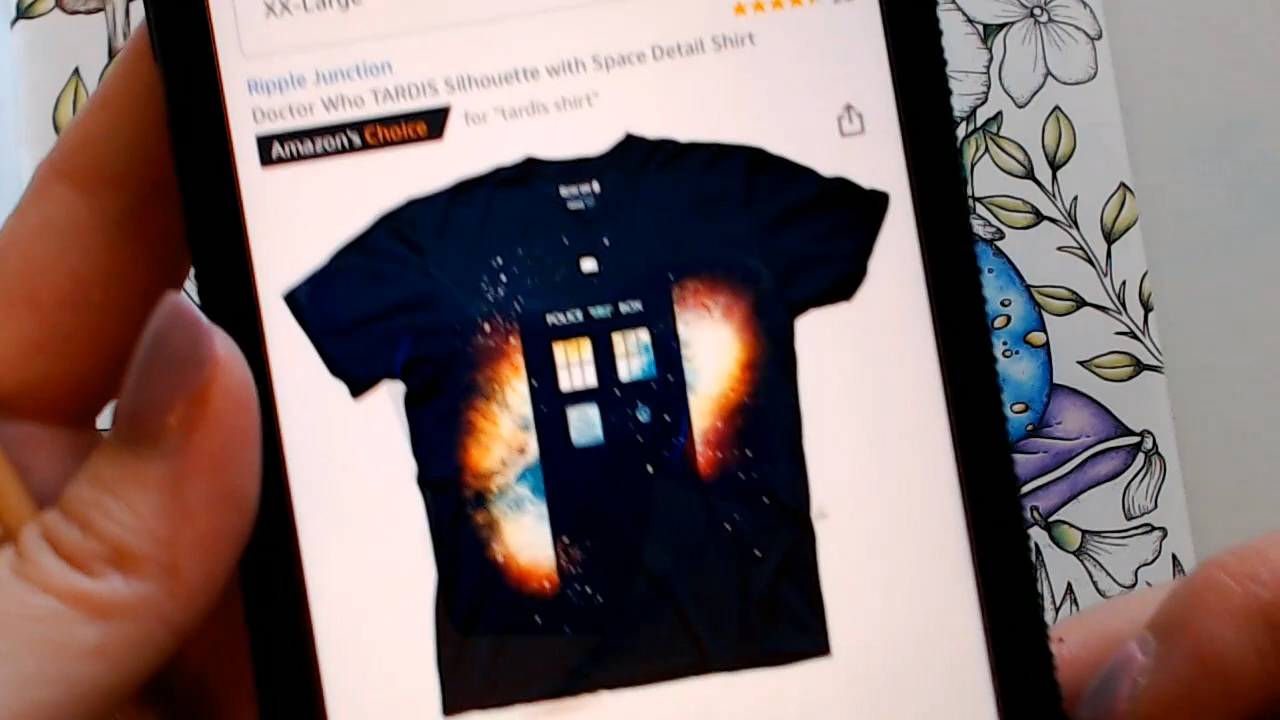 XX-Large
Ripple Junction
Doctor Who TARDIS Silhouette with Space Detail Shirt
Amazon's Choice for "tardis shirt"
POLICE BOX